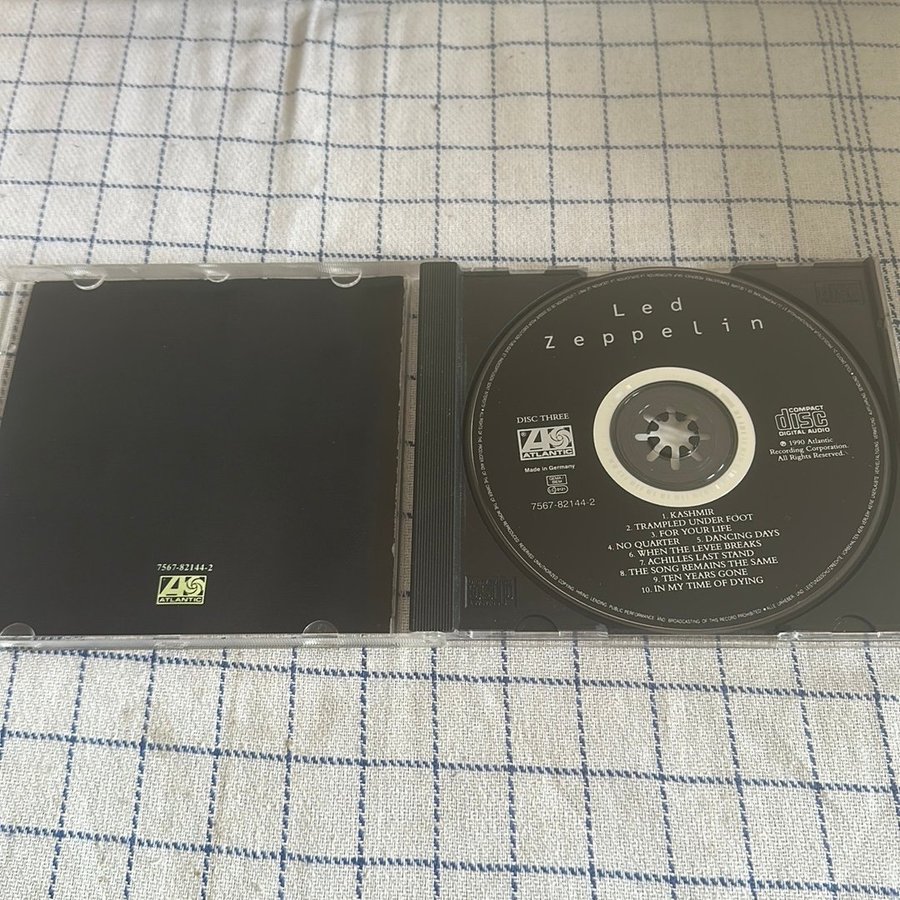 7567-82144-2
ATLANTIC
Led
Zeppelin
DISC THREE
ATLANTIC
Made in Germany
7567-82144-2
COMPACT
disc
DIGITAL AUDIO
℗ 1990 Atlantic
Recording Corporation.
All Rights Reserved.
1. KASHMIR
2. TRAMPLED UNDER FOOT
3. FOR YOUR LIFE
4. NO QUARTER 5. DANCING DAYS
6. WHEN THE LEVEE BREAKS
7. ACHILLES LAST STAND
8. THE SONG REMAINS THE SAME
9. TEN YEARS GONE
10. IN MY TIME OF DYING